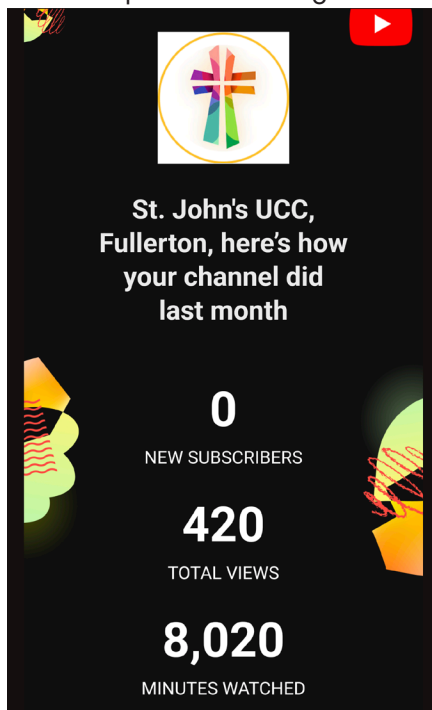 St. John's UCC,
Fullerton, here’s how
your channel did
last month
0
NEW SUBSCRIBERS
420
TOTAL VIEWS
8,020
MINUTES WATCHED